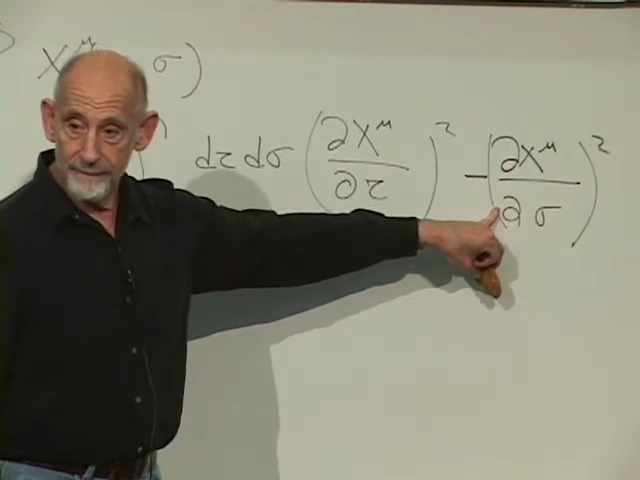 X^μ σ)
dτ dσ (∂X^μ/∂τ)² − (∂X^μ/∂σ)²